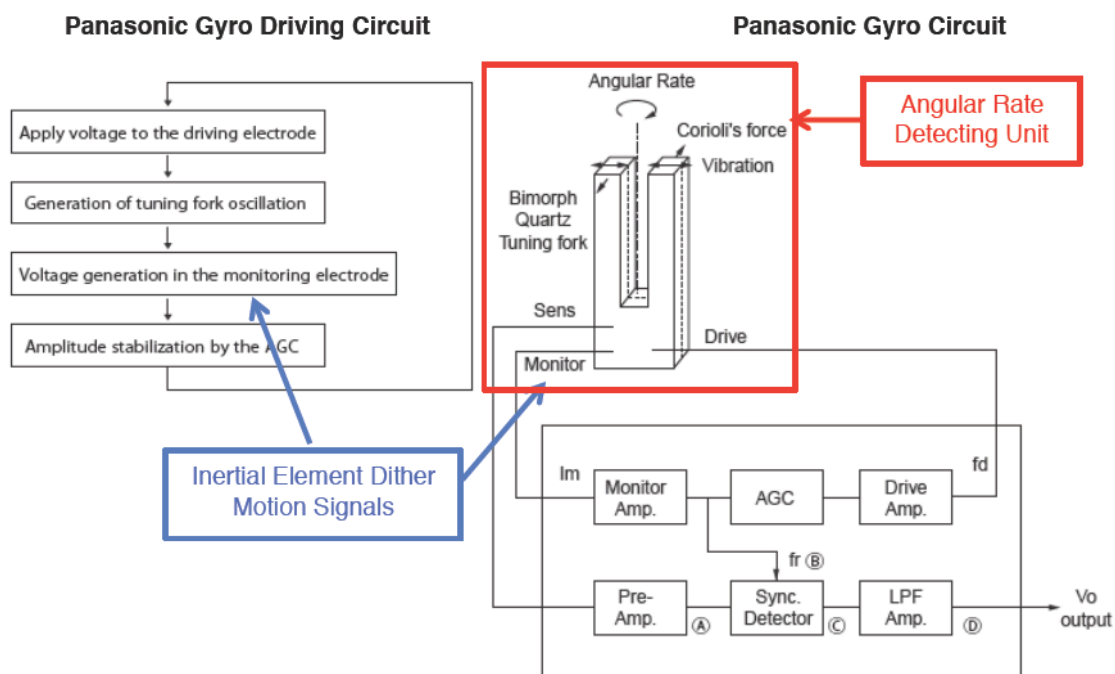 Panasonic Gyro Driving Circuit
Panasonic Gyro Circuit
Apply voltage to the driving electrode
Generation of tuning fork oscillation
Voltage generation in the monitoring electrode
Amplitude stabilization by the AGC
Inertial Element Dither
Motion Signals
Angular Rate
Corioli's force
Vibration
Bimorph
Quartz
Tuning fork
Sens
Monitor
Drive
Angular Rate
Detecting Unit
Im
Monitor
Amp.
AGC
Drive
Amp.
fd
fr Ⓑ
Pre-
Amp.
Ⓐ
Sync.
Detector
Ⓒ
LPF
Amp.
Ⓓ
Vo
output